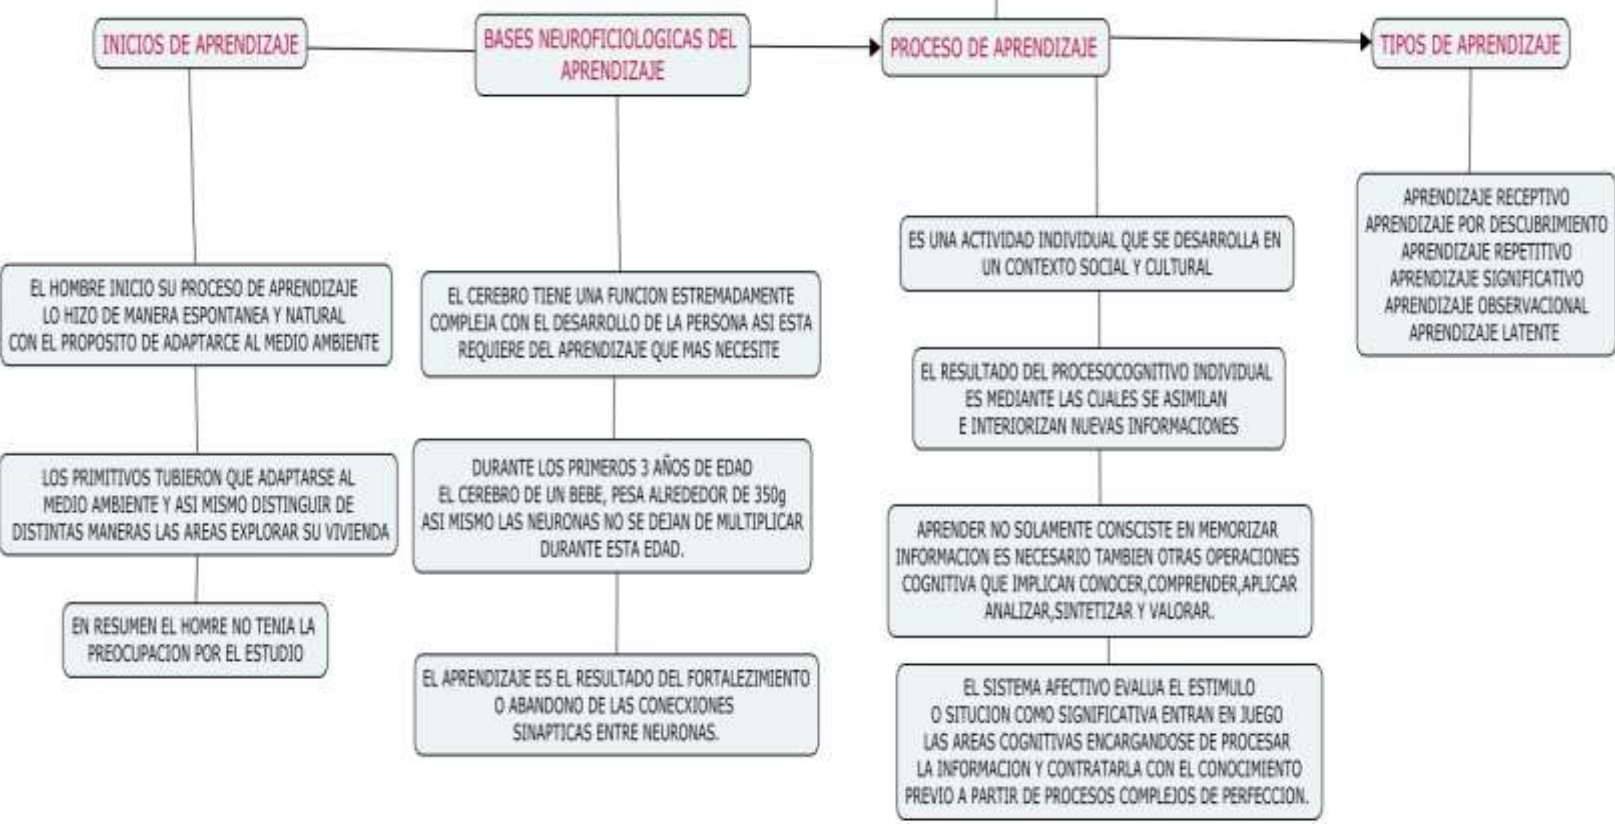 INICIOS DE APRENDIZAJE
EL HOMBRE INICIO SU PROCESO DE APRENDIZAJE
LO HIZO DE MANERA ESPONTANEA Y NATURAL
CON EL PROPOSITO DE ADAPTARCE AL MEDIO AMBIENTE
LOS PRIMITIVOS TUBIERON QUE ADAPTARSE AL
MEDIO AMBIENTE Y ASI MISMO DISTINGUIR DE
DISTINTAS MANERAS LAS AREAS EXPLORAR SU VIVIENDA
EN RESUMEN EL HOMRE NO TENIA LA
PREOCUPACION POR EL ESTUDIO
BASES NEUROFICIOLOGICAS DEL
APRENDIZAJE
EL CEREBRO TIENE UNA FUNCION ESTREMADAMENTE
COMPLEJA CON EL DESARROLLO DE LA PERSONA ASI ESTA
REQUIERE DEL APRENDIZAJE QUE MAS NECESITE
DURANTE LOS PRIMEROS 3 AÑOS DE EDAD
EL CEREBRO DE UN BEBE, PESA ALREDEDOR DE 350g
ASI MISMO LAS NEURONAS NO SE DEJAN DE MULTIPLICAR
DURANTE ESTA EDAD.
EL APRENDIZAJE ES EL RESULTADO DEL FORTALEZIMIENTO
O ABANDONO DE LAS CONECXIONES
SINAPTICAS ENTRE NEURONAS.
PROCESO DE APRENDIZAJE
ES UNA ACTIVIDAD INDIVIDUAL QUE SE DESARROLLA EN
UN CONTEXTO SOCIAL Y CULTURAL
EL RESULTADO DEL PROCESOCOGNITIVO INDIVIDUAL
ES MEDIANTE LAS CUALES SE ASIMILAN
E INTERIORIZAN NUEVAS INFORMACIONES
APRENDER NO SOLAMENTE CONSCISTE EN MEMORIZAR
INFORMACION ES NECESARIO TAMBIEN OTRAS OPERACIONES
COGNITIVA QUE IMPLICAN CONOCER,COMPRENDER,APLICAR
ANALIZAR,SINTETIZAR Y VALORAR.
EL SISTEMA AFECTIVO EVALUA EL ESTIMULO
O SITUCION COMO SIGNIFICATIVA ENTRAN EN JUEGO
LAS AREAS COGNITIVAS ENCARGANDOSE DE PROCESAR
LA INFORMACION Y CONTRATARLA CON EL CONOCIMIENTO
PREVIO A PARTIR DE PROCESOS COMPLEJOS DE PERFECCION.
TIPOS DE APRENDIZAJE
APRENDIZAJE RECEPTIVO
APRENDIZAJE POR DESCUBRIMIENTO
APRENDIZAJE REPETITIVO
APRENDIZAJE SIGNIFICATIVO
APRENDIZAJE OBSERVACIONAL
APRENDIZAJE LATENTE